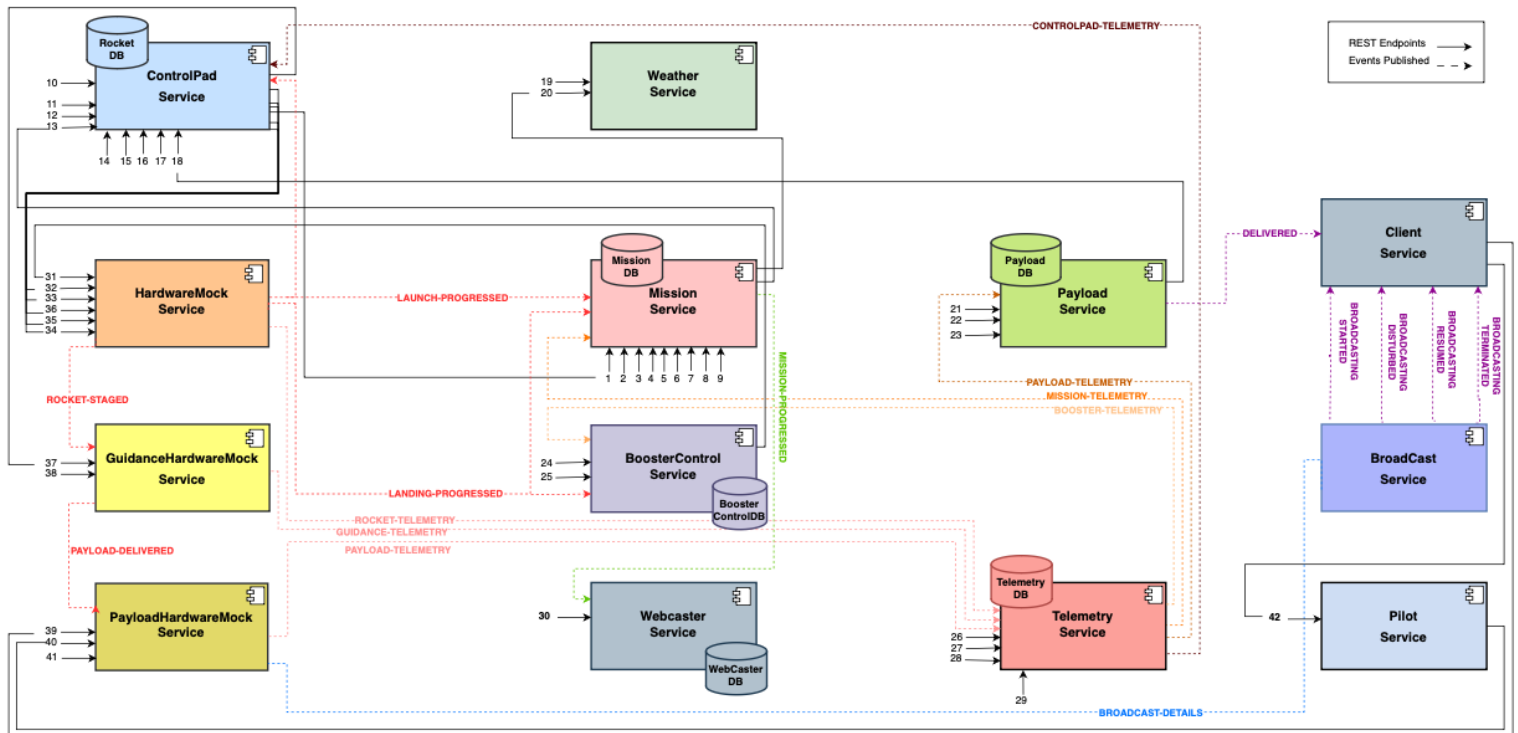 CONTROLPAD-TELEMETRY
REST Endpoints
Events Published
Rocket
DB
ControlPad
Service
10
11
12
13
14
15
16
17
18
Weather
Service
19
20
HardwareMock
Service
31
32
33
36
35
34
LAUNCH-PROGRESSED
Mission
DB
Mission
Service
1
2
3
4
5
6
7
8
9
Payload
DB
Payload
Service
21
22
23
DELIVERED
Client
Service
BROADCASTING
STARTED
BROADCASTING
DISTURBED
BROADCASTING
RESUMED
BROADCASTING
TERMINATED
MISSION-PROGRESSED
PAYLOAD-TELEMETRY
MISSION-TELEMETRY
BOOSTER-TELEMETRY
ROCKET-STAGED
GuidanceHardwareMock
Service
37
38
BoosterControl
Service
24
25
Booster
ControlDB
BroadCast
Service
LANDING-PROGRESSED
ROCKET-TELEMETRY
GUIDANCE-TELEMETRY
PAYLOAD-TELEMETRY
PAYLOAD-DELIVERED
PayloadHardwareMock
Service
39
40
41
Webcaster
Service
30
WebCaster
DB
Telemetry
DB
Telemetry
Service
26
27
28
29
42
Pilot
Service
BROADCAST-DETAILS